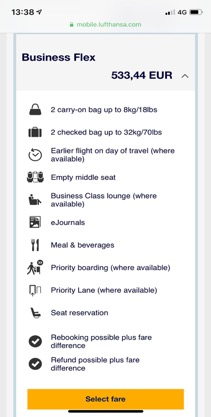 13:38
4G
mobile.lufthansa.com
Business Flex
533,44 EUR
2 carry-on bag up to 8kg/18lbs
2 checked bag up to 32kg/70lbs
Earlier flight on day of travel (where
available)
Empty middle seat
Business Class lounge (where
available)
eJournals
Meal & beverages
Priority boarding (where available)
Priority Lane (where available)
Seat reservation
Rebooking possible plus fare
difference
Refund possible plus fare
difference
Select fare